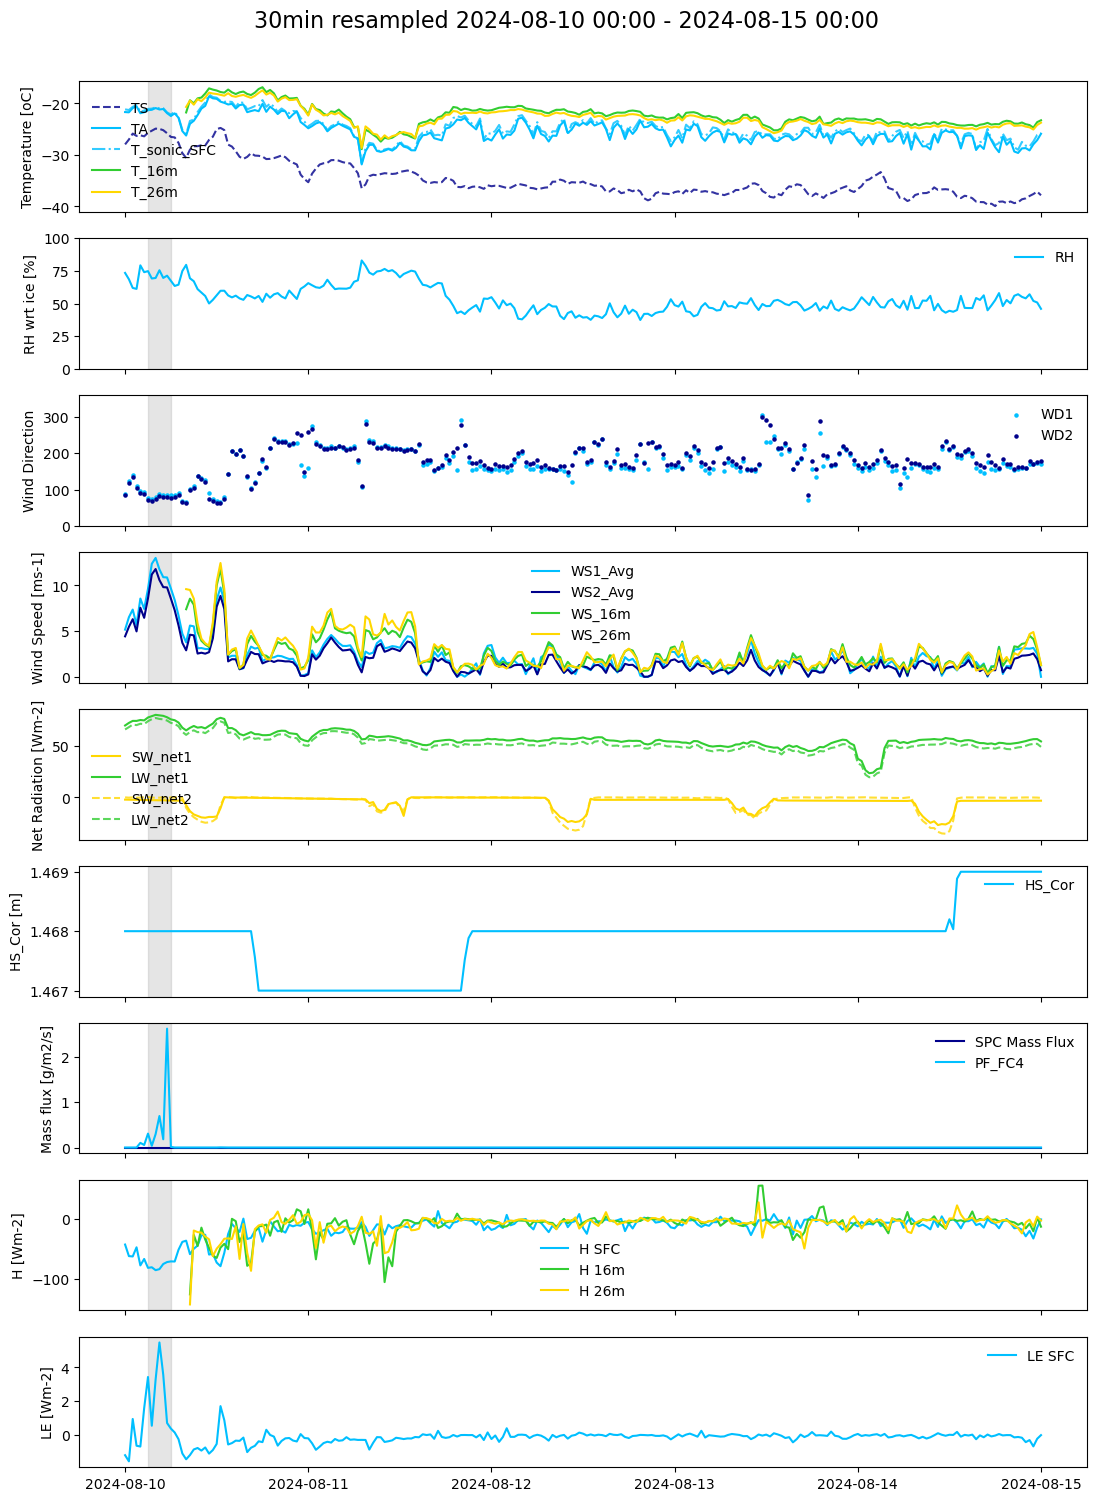 30min resampled 2024-08-10 00:00 - 2024-08-15 00:00
Temperature [oC]
−20
−30
−40
TS
TA
T_sonic_SFC
T_16m
T_26m
RH wrt ice [%]
100
75
50
25
0
RH
Wind Direction
300
200
100
0
WD1
WD2
Wind Speed [ms-1]
10
5
0
WS1_Avg
WS2_Avg
WS_16m
WS_26m
Net Radiation [Wm-2]
50
0
SW_net1
LW_net1
SW_net2
LW_net2
HS_Cor [m]
1.469
1.468
1.467
HS_Cor
Mass flux [g/m2/s]
2
1
0
SPC Mass Flux
PF_FC4
H [Wm-2]
0
−100
H SFC
H 16m
H 26m
LE [Wm-2]
4
2
0
LE SFC
2024-08-10 2024-08-11 2024-08-12 2024-08-13 2024-08-14 2024-08-15